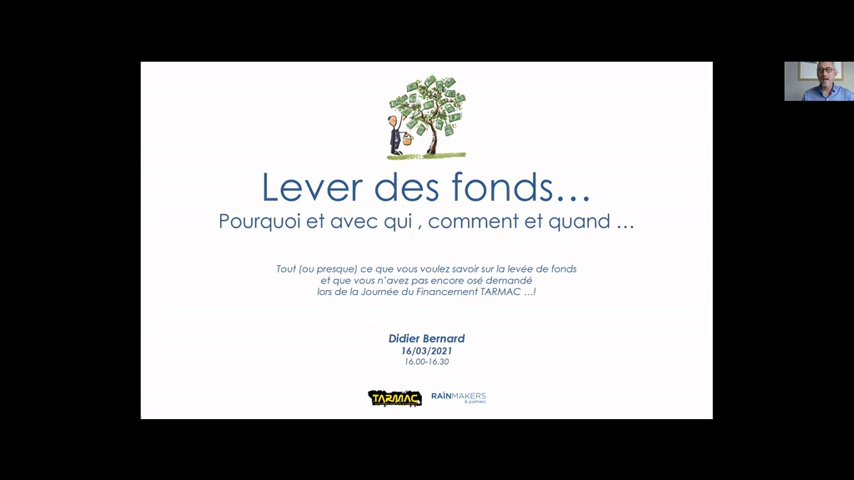 Lever des fonds...
Pourquoi et avec qui , comment et quand ...
Tout (ou presque) ce que vous voulez savoir sur la levée de fonds
et que vous n'avez pas encore osé demandé
lors de la Journée du Financement TARMAC ...!
Didier Bernard
16/03/2021
16.00-16.30
TARMAC
RAINMAKERS
& partners